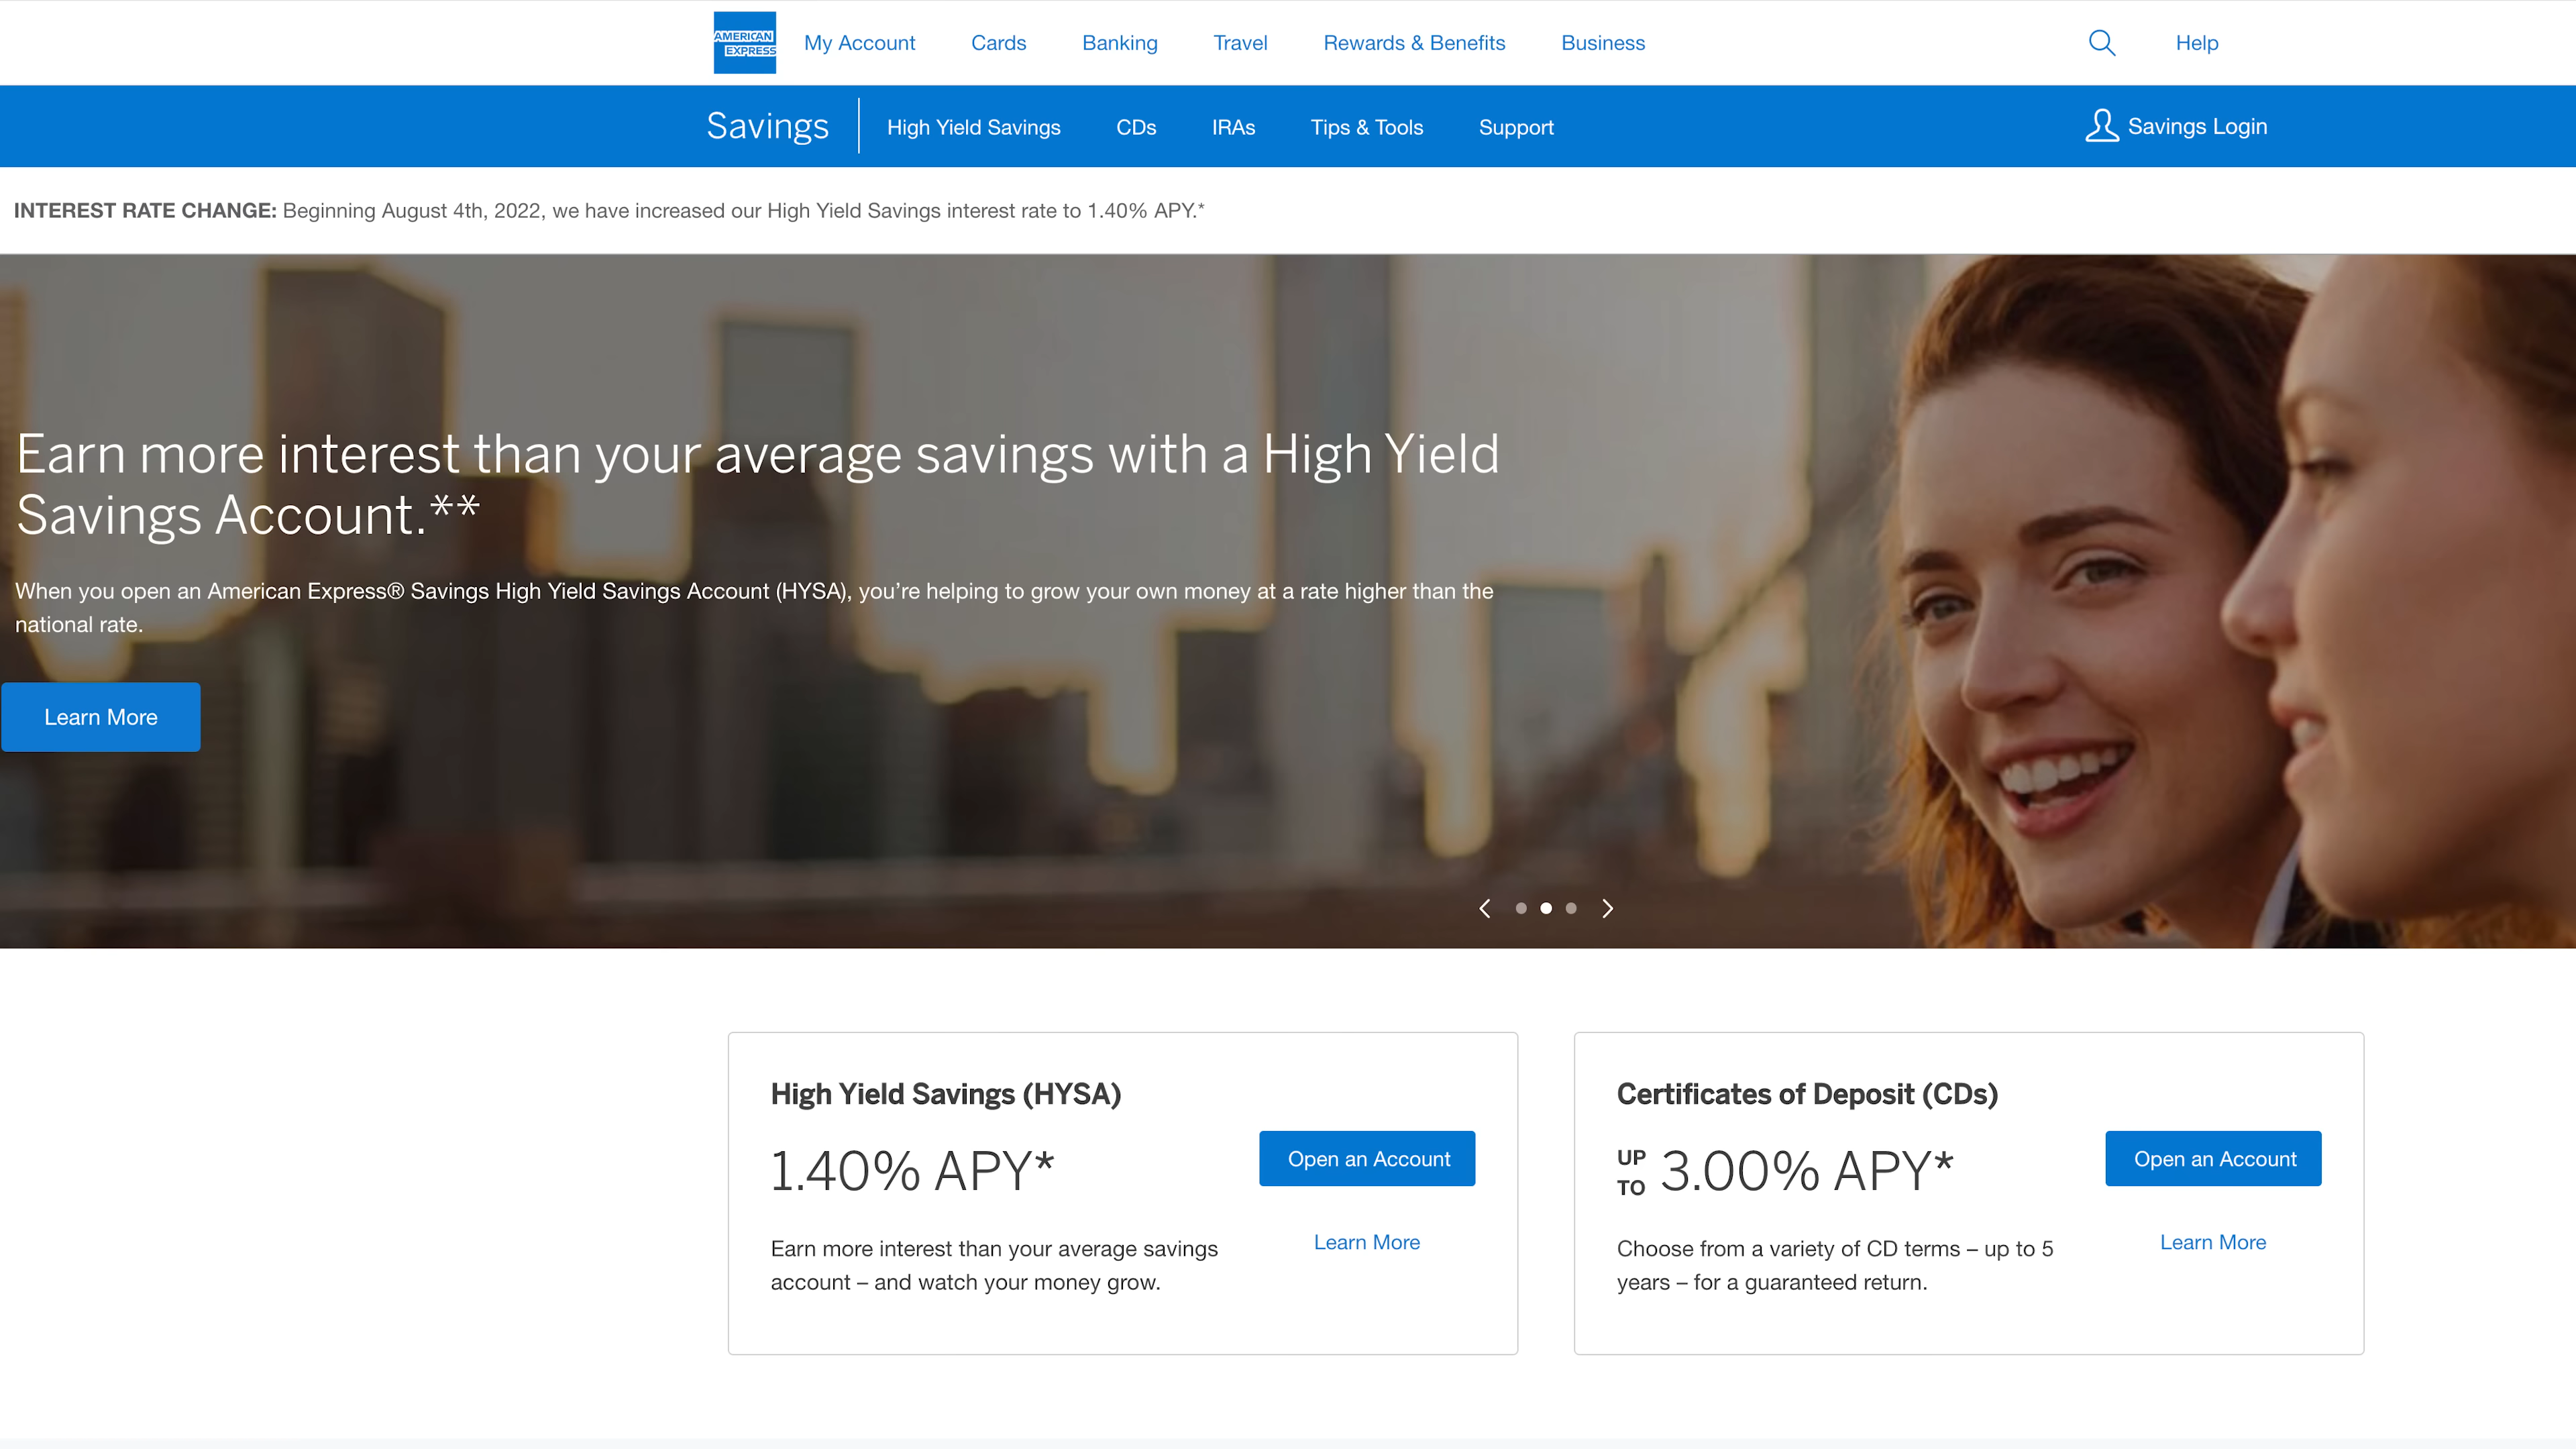 AMERICAN
EXPRESS
My Account
Cards
Banking
Travel
Rewards & Benefits
Business
Help
Savings
High Yield Savings
CDs
IRAs
Tips & Tools
Support
Savings Login
INTEREST RATE CHANGE: Beginning August 4th, 2022, we have increased our High Yield Savings interest rate to 1.40% APY.*
Earn more interest than your average savings with a High Yield
Savings Account.**
When you open an American Express® Savings High Yield Savings Account (HYSA), you’re helping to grow your own money at a rate higher than the
national rate.
Learn More
High Yield Savings (HYSA)
1.40% APY*
Open an Account
Earn more interest than your average savings
account – and watch your money grow.
Learn More
Certificates of Deposit (CDs)
UP
TO
3.00% APY*
Open an Account
Choose from a variety of CD terms – up to 5
years – for a guaranteed return.
Learn More